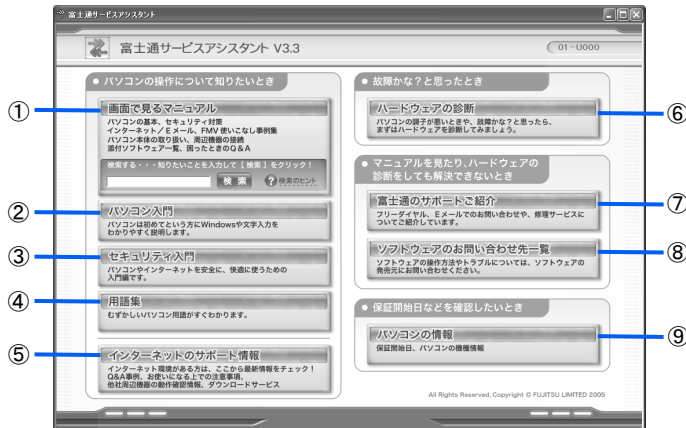 富士通サービスアシスタント
富士通サービスアシスタント V3.3
01-U000
● パソコンの操作について知りたいとき
① 画面で見るマニュアル
パソコンの基本、セキュリティ対策
インターネット/Eメール、FMV 使いこなし事例集
パソコン本体の取り扱い、周辺機器の接続
添付ソフトウェア一覧、困ったときのQ&A
検索する・・・知りたいことを入力して [ 検索 ] をクリック!
検 索 ? 検索のヒント
② パソコン入門
パソコンは初めてという方にWindowsや文字入力を
わかりやすく説明します。
③ セキュリティ入門
パソコンやインターネットを安全に、快適に使うための
入門編です。
④ 用語集
むずかしいパソコン用語がすぐわかります。
⑤ インターネットのサポート情報
インターネット環境がある方は、ここから最新情報をチェック!
Q&A事例、お使いになる上での注意事項、
他社周辺機器の動作確認情報、ダウンロードサービス
● 故障かな?と思ったとき
ハードウェアの診断 ⑥
パソコンの調子が悪いときや、故障かな?と思ったら、
まずはハードウェアを診断してみましょう。
● マニュアルを見たり、ハードウェアの
診断をしても解決できないとき
富士通のサポートご紹介 ⑦
フリーダイヤル、Eメールでのお問い合わせや、修理サービスに
ついてご紹介しています。
ソフトウェアのお問い合わせ先一覧 ⑧
ソフトウェアの操作方法やトラブルについては、ソフトウェアの
発売元にお問い合わせください。
● 保証開始日などを確認したいとき
パソコンの情報 ⑨
保証開始日、パソコンの機種情報
All Rights Reserved, Copyright © FUJITSU LIMITED 2005